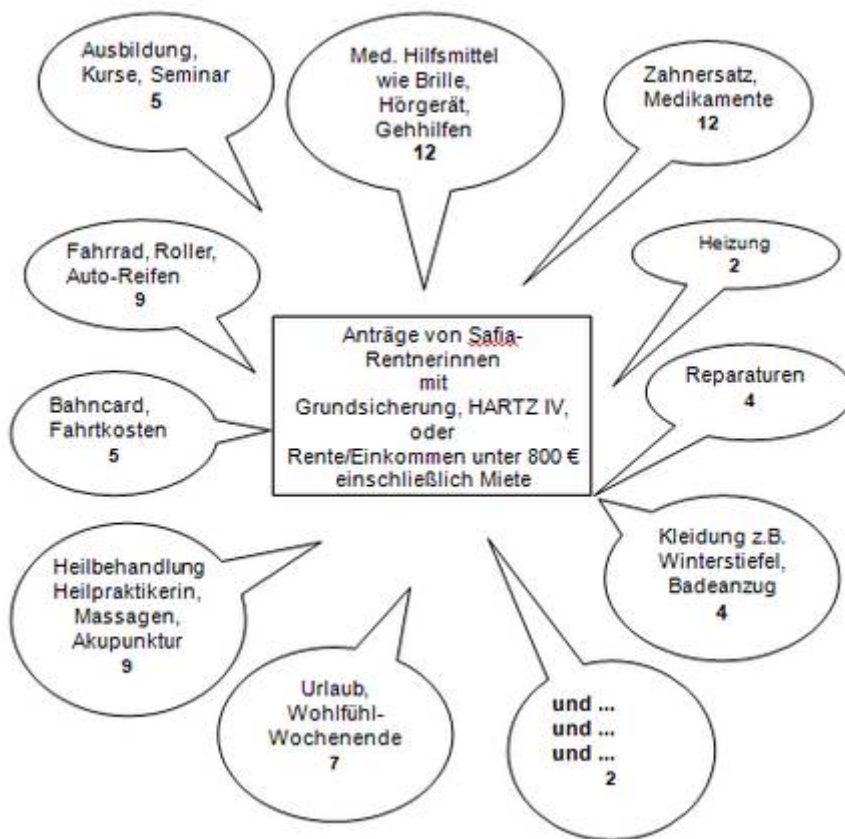 Ausbildung,
Kurse, Seminar
5
Med. Hilfsmittel
wie Brille,
Hörgerät,
Gehhilfen
12
Zahnersatz,
Medikamente
12
Fahrrad, Roller,
Auto-Reifen
9
Heizung
2
Anträge von Safia-
Rentnerinnen
mit
Grundsicherung, HARTZ IV,
oder
Rente/Einkommen unter 800 €
einschließlich Miete
Reparaturen
4
Bahncard,
Fahrtkosten
5
Kleidung z.B.
Winterstiefel,
Badeanzug
4
Heilbehandlung
Heilpraktikerin,
Massagen,
Akupunktur
9
Urlaub,
Wohlfühl-
Wochenende
7
und ...
und ...
und ...
2